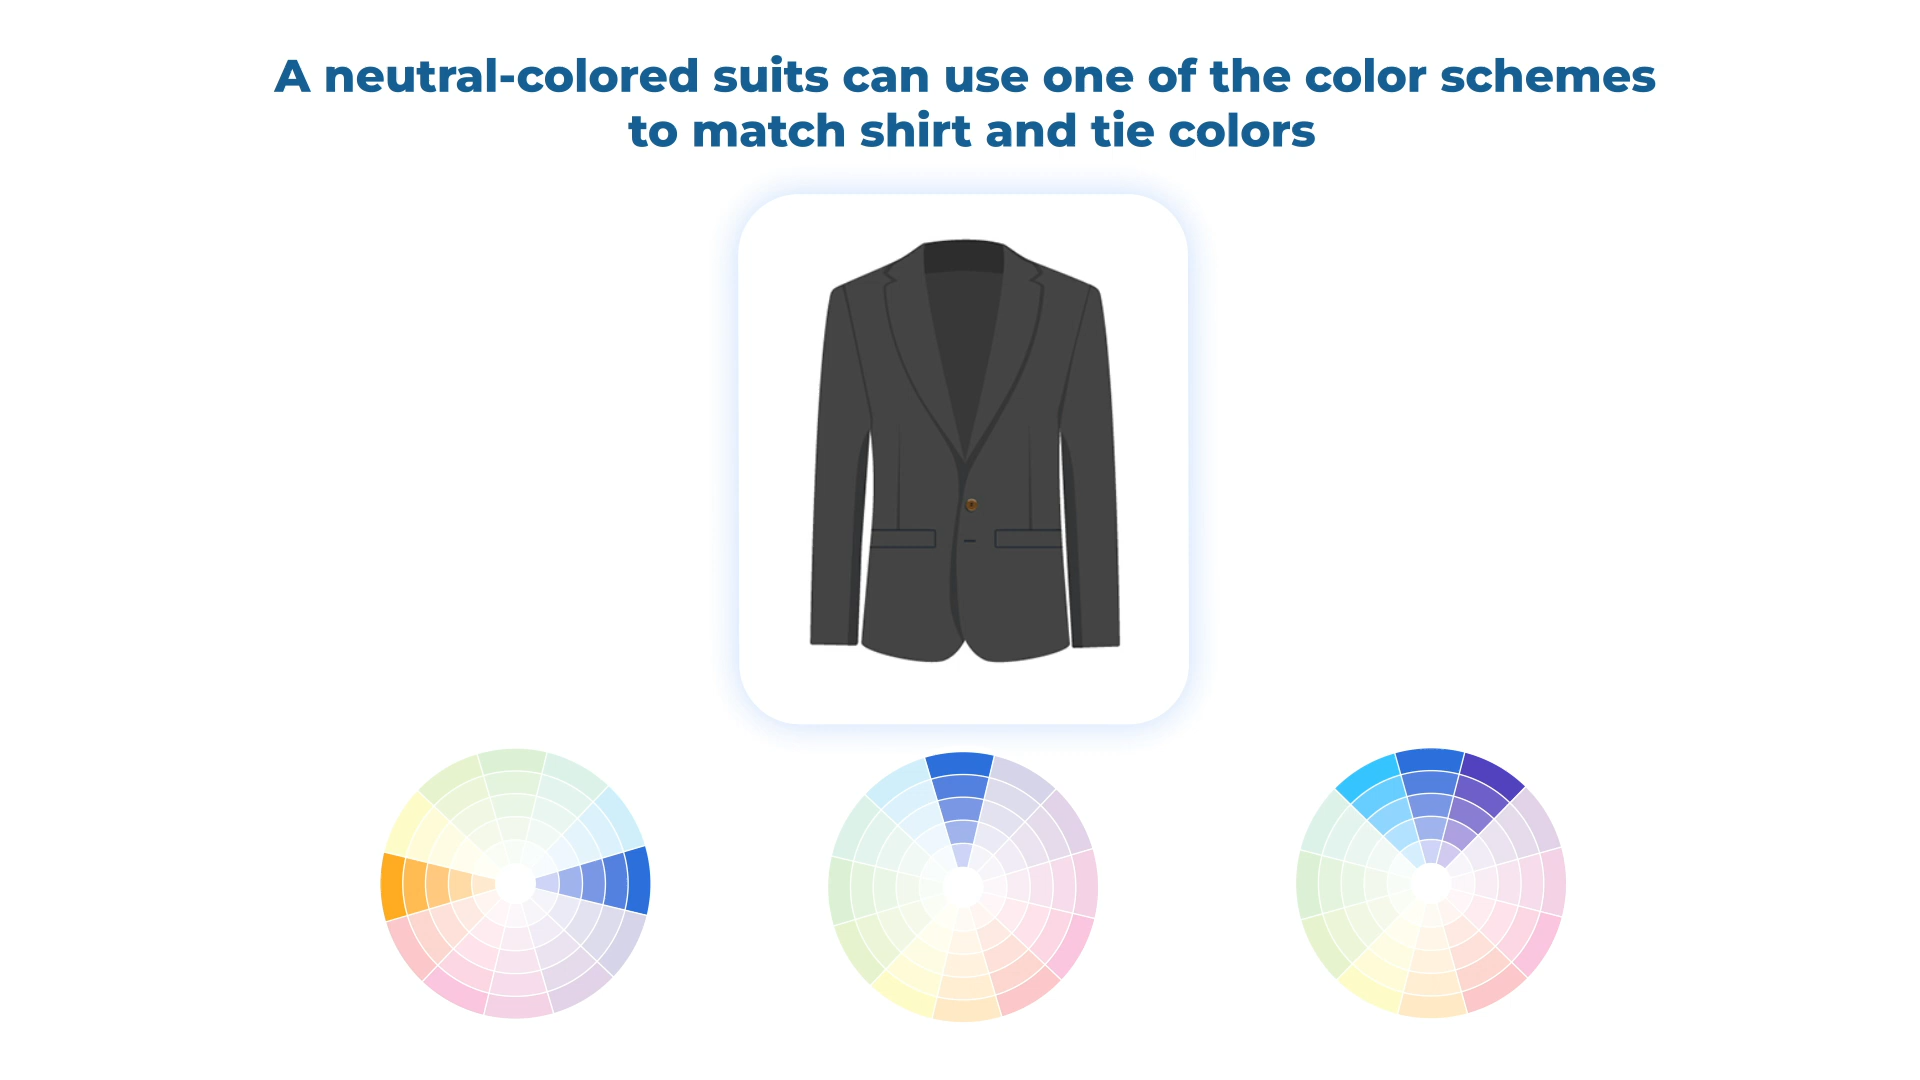 A neutral-colored suits can use one of the color schemes
to match shirt and tie colors